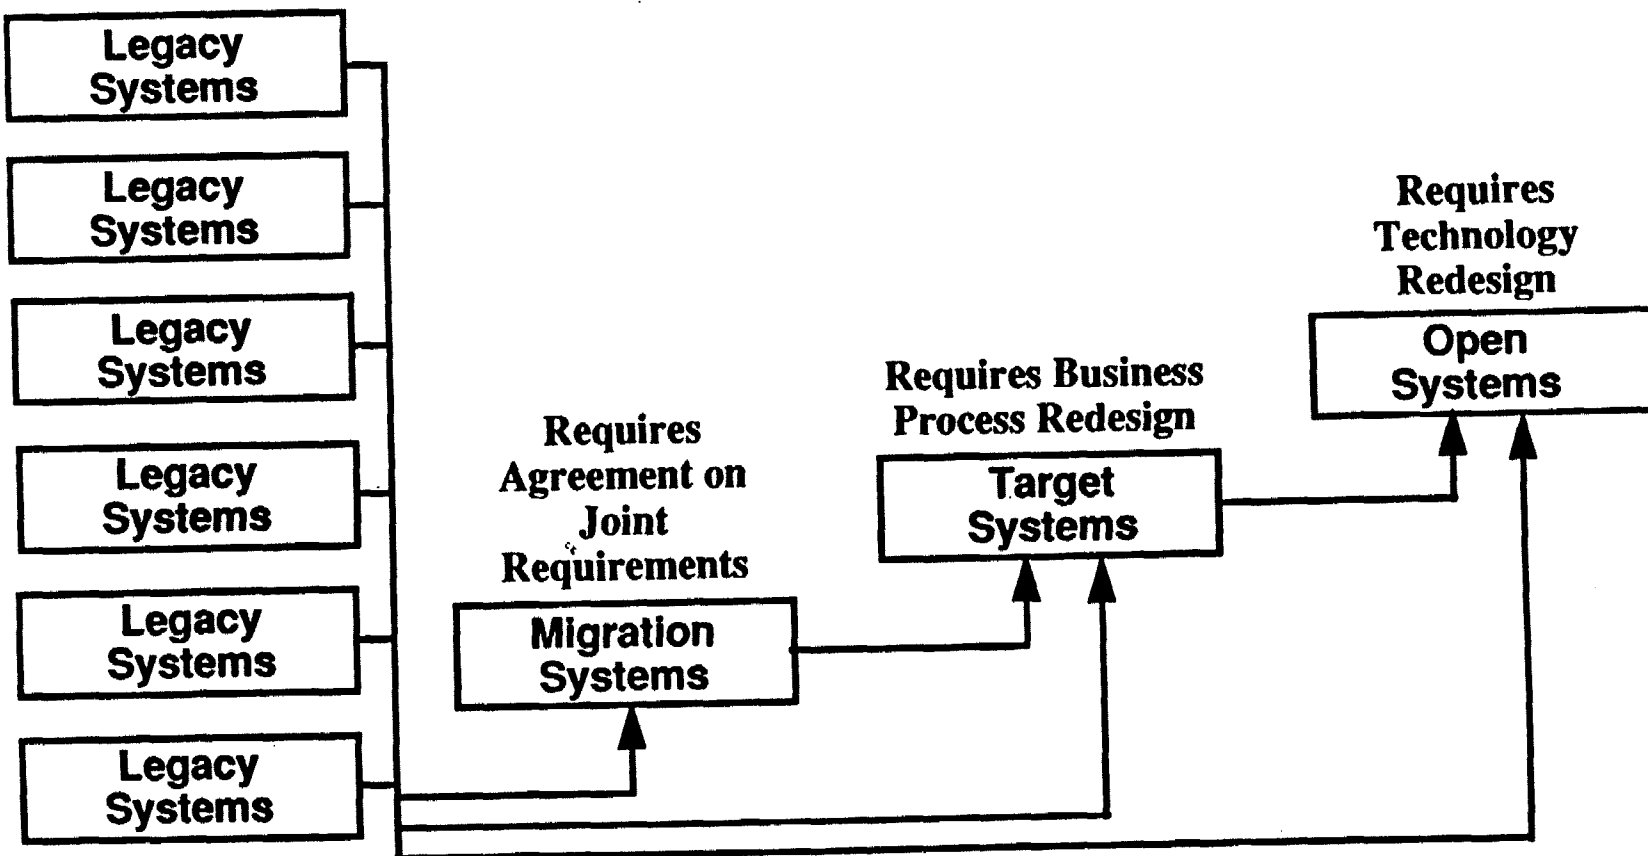 Legacy
Systems
Legacy
Systems
Legacy
Systems
Legacy
Systems
Legacy
Systems
Legacy
Systems
Requires
Agreement on
Joint
Requirements
Migration
Systems
Requires Business
Process Redesign
Target
Systems
Requires
Technology
Redesign
Open
Systems